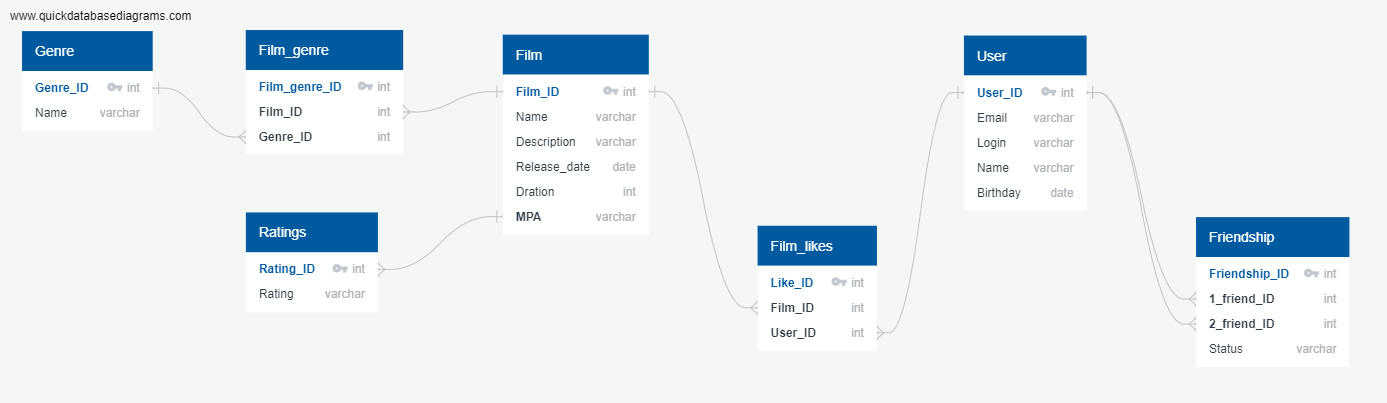 www.quickdatabasediagrams.com
Genre
Genre_ID int
Name varchar
Film_genre
Film_genre_ID int
Film_ID int
Genre_ID int
Ratings
Rating_ID int
Rating varchar
Film
Film_ID int
Name varchar
Description varchar
Release_date date
Dration int
MPA varchar
Film_likes
Like_ID int
Film_ID int
User_ID int
User
User_ID int
Email varchar
Login varchar
Name varchar
Birthday date
Friendship
Friendship_ID int
1_friend_ID int
2_friend_ID int
Status varchar